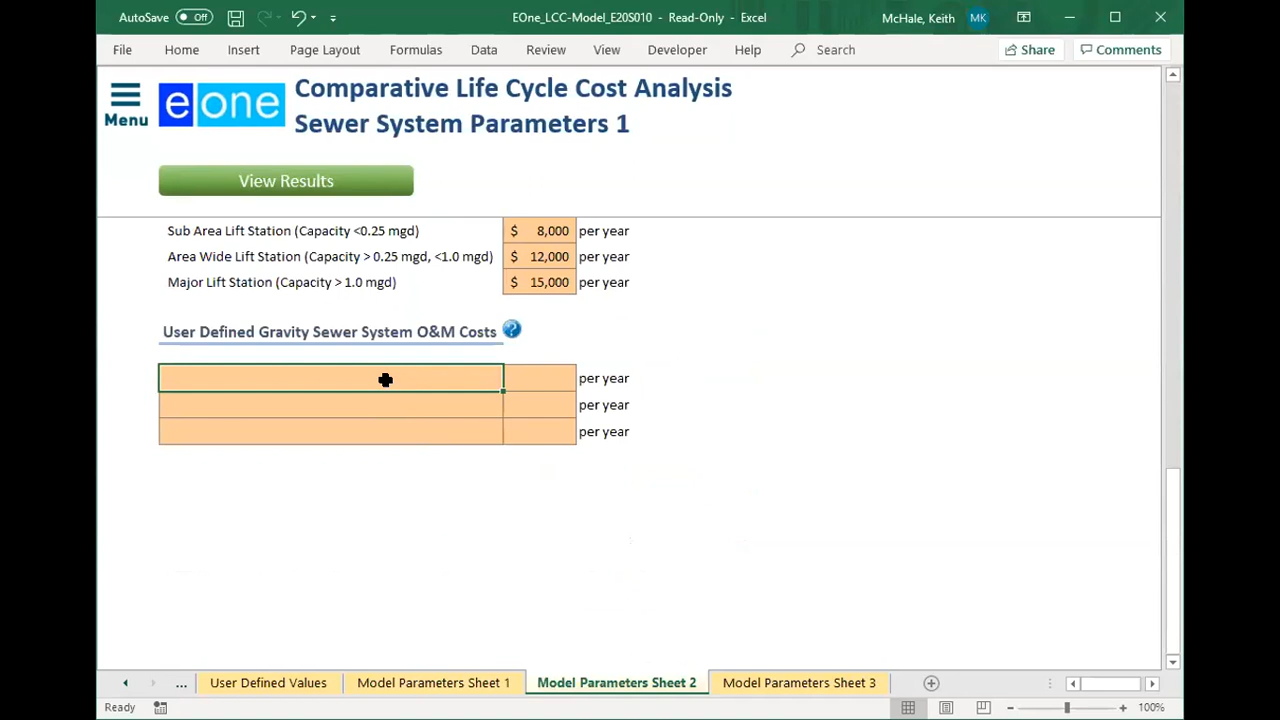 AutoSave Off
EOne_LCC-Model_E20S010 - Read-Only - Excel
McHale, Keith MK
File Home Insert Page Layout Formulas Data Review View Developer Help Search Share Comments
Menu
e one
Comparative Life Cycle Cost Analysis
Sewer System Parameters 1
View Results
Sub Area Lift Station (Capacity <0.25 mgd) $ 8,000 per year
Area Wide Lift Station (Capacity > 0.25 mgd, <1.0 mgd) $ 12,000 per year
Major Lift Station (Capacity > 1.0 mgd) $ 15,000 per year
User Defined Gravity Sewer System O&M Costs ?
per year
per year
per year
... User Defined Values Model Parameters Sheet 1 Model Parameters Sheet 2 Model Parameters Sheet 3
Ready 100%